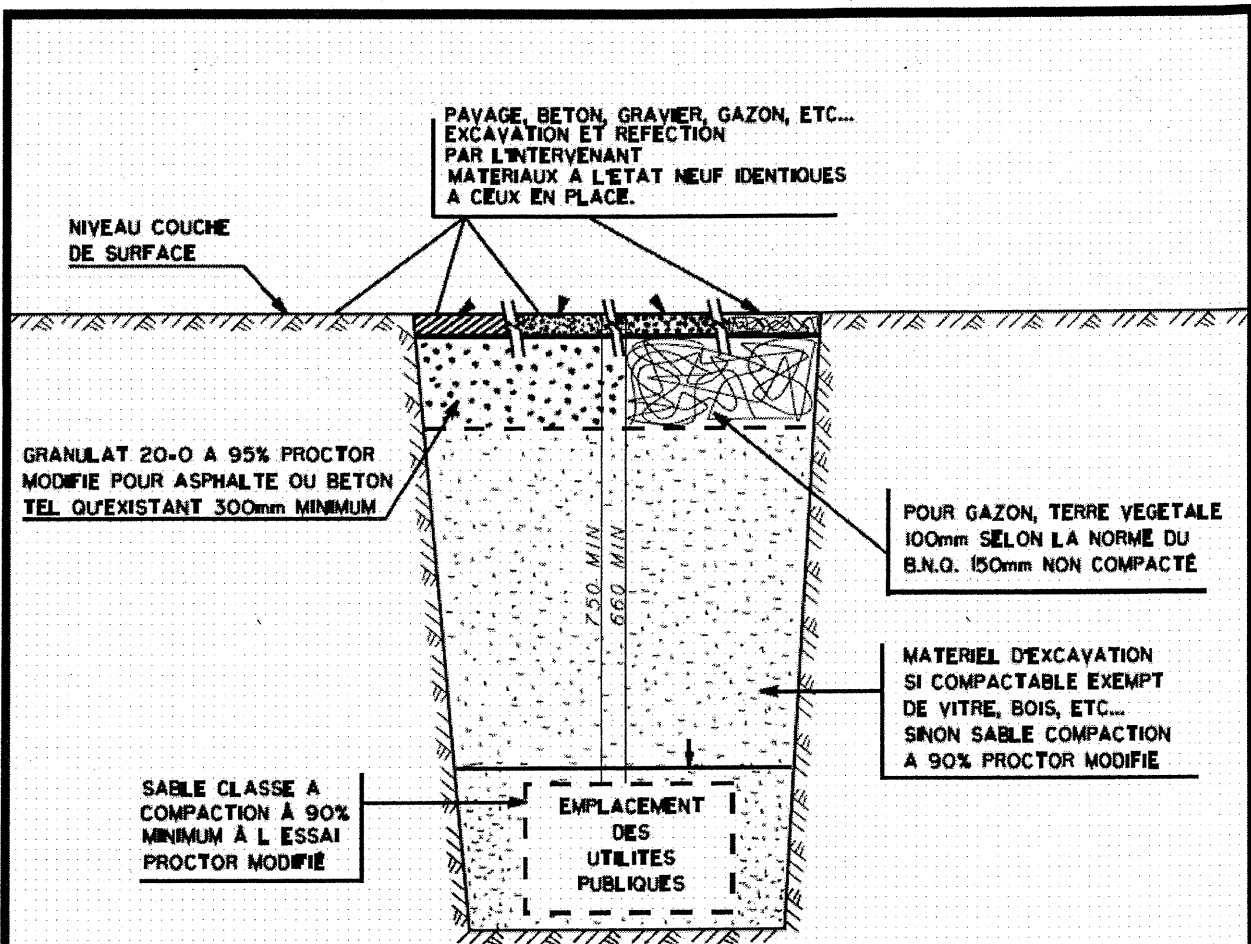 PAVAGE, BETON, GRAVIER, GAZON, ETC...
EXCAVATION ET REFECTION
PAR L'INTERVENANT
MATERIAUX A L'ETAT NEUF IDENTIQUES
A CEUX EN PLACE.
NIVEAU COUCHE
DE SURFACE
GRANULAT 20-0 A 95% PROCTOR
MODIFIE POUR ASPHALTE OU BETON
TEL QU'EXISTANT 300mm MINIMUM
POUR GAZON, TERRE VEGETALE
100mm SELON LA NORME DU
B.N.Q. 150mm NON COMPACTÉ
750 MIN
660 MIN
MATERIEL D'EXCAVATION
SI COMPACTABLE EXEMPT
DE VITRE, BOIS, ETC...
SINON SABLE COMPACTION
A 90% PROCTOR MODIFIE
SABLE CLASSE A
COMPACTION À 90%
MINIMUM À L ESSAI
PROCTOR MODIFIÉ
EMPLACEMENT
DES
UTILITES
PUBLIQUES